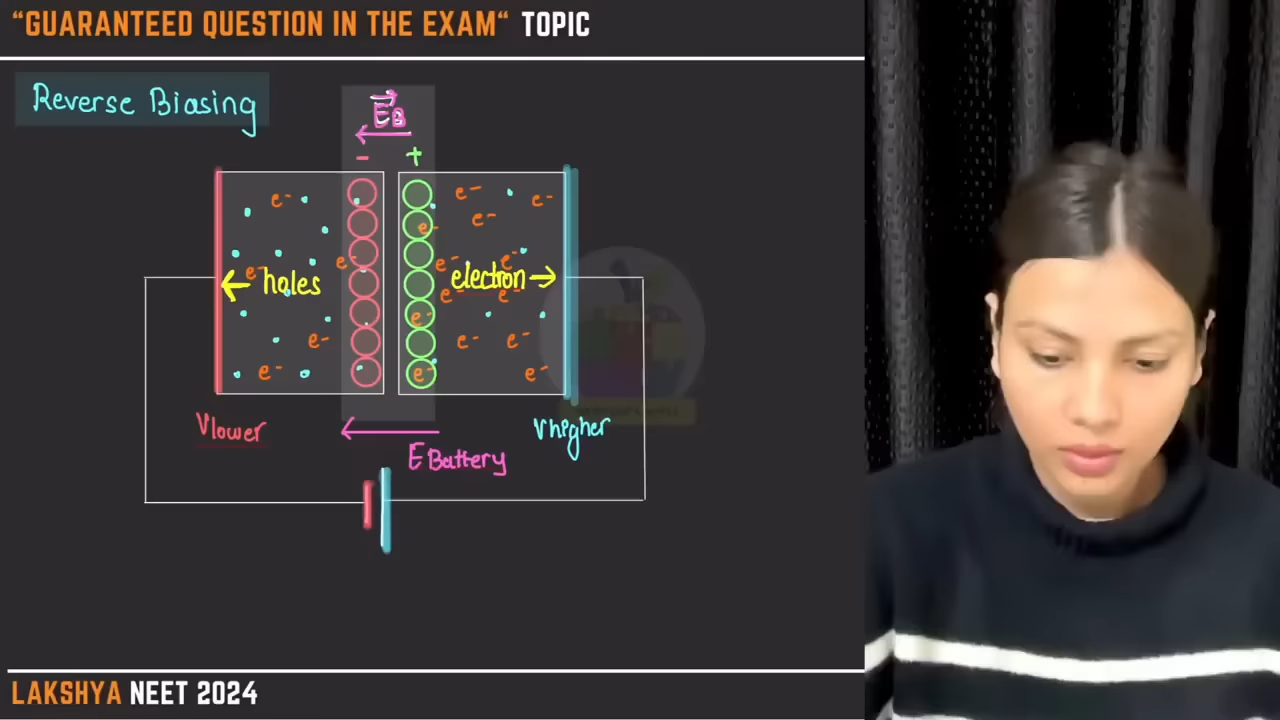 “GUARANTEED QUESTION IN THE EXAM“ TOPIC
Reverse Biasing
E⃗B
- +
e- e- e-
e-
e-
e- e- e-
e-
← holes electron →
e- e-
e-
e- e- e-
e- e- e-
Vlower
Vhigher
EBattery
LAKSHYA NEET 2024